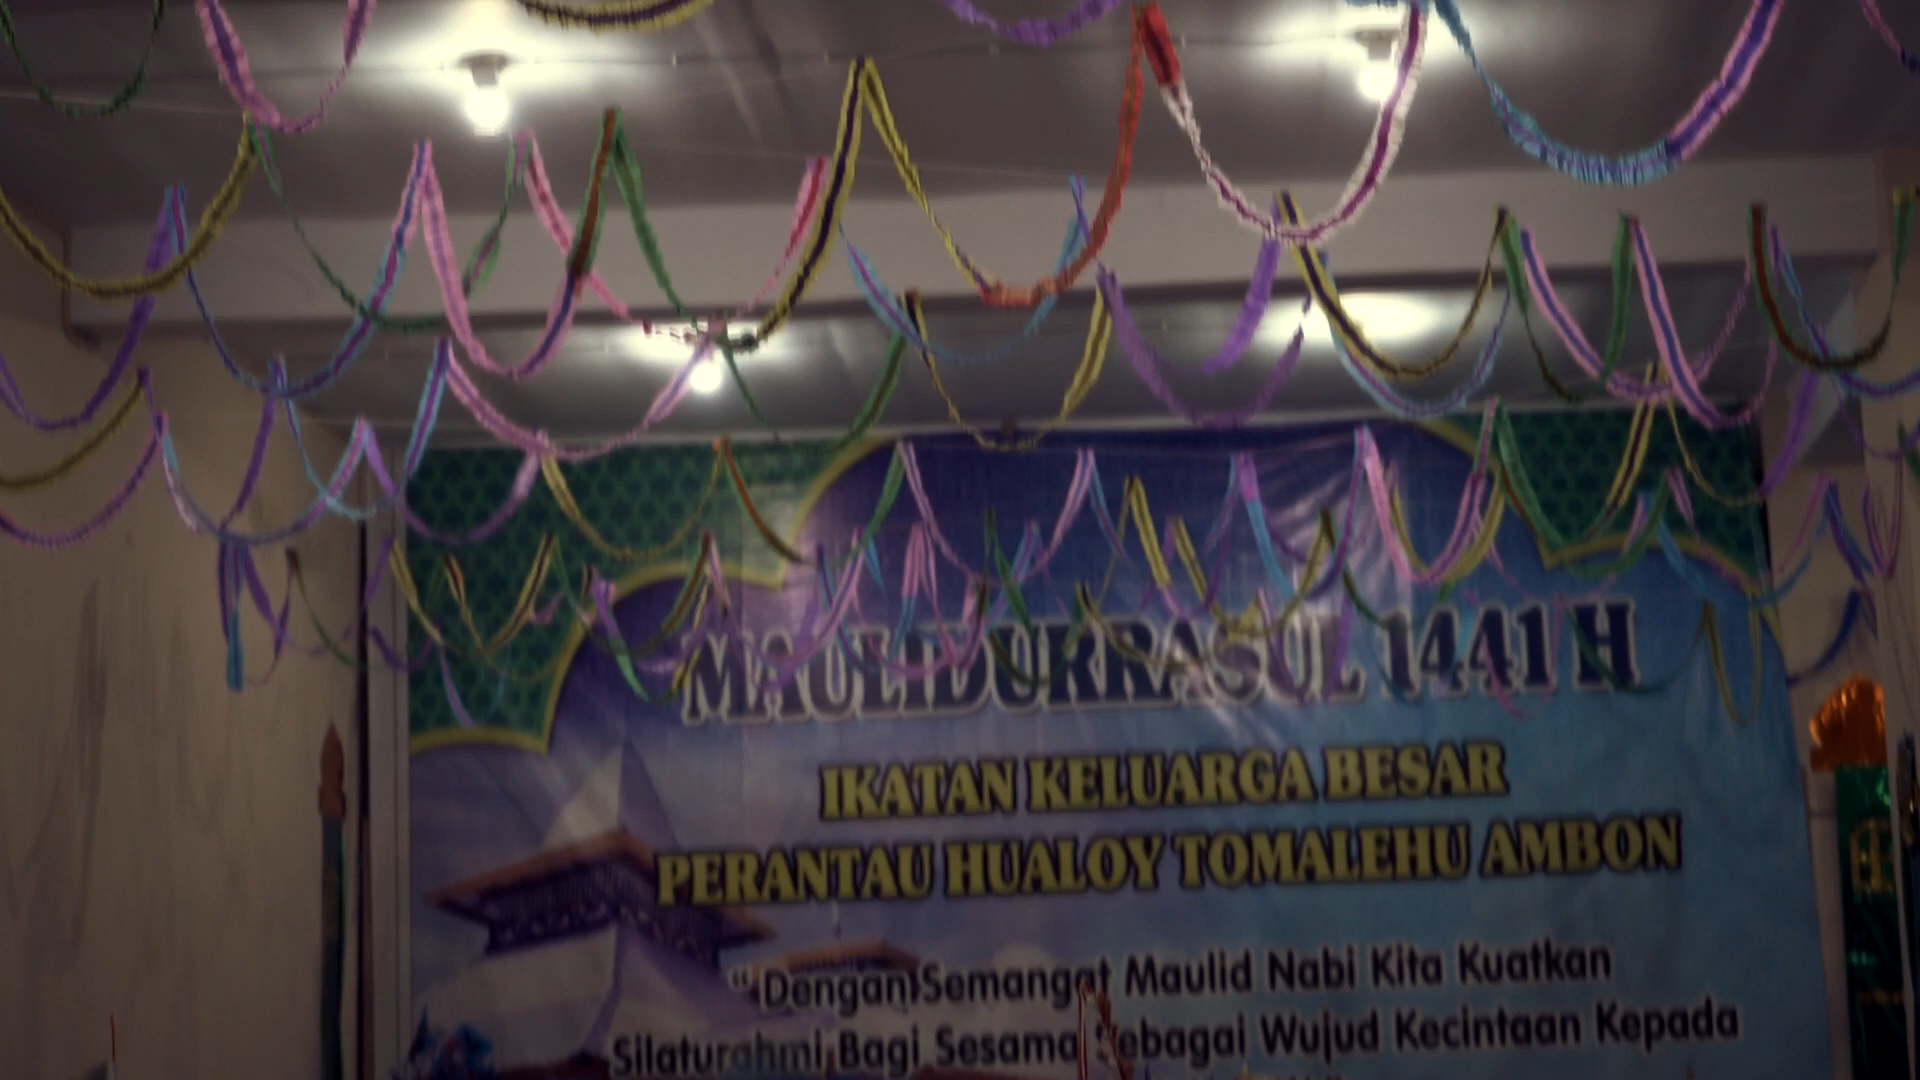 MAULIDURRASUL 1441 H
IKATAN KELUARGA BESAR
PERANTAU HUALOY TOMALEHU AMBON
“Dengan Semangat Maulid Nabi Kita Kuatkan
Silaturahmi Bagi Sesama Sebagai Wujud Kecintaan Kepada